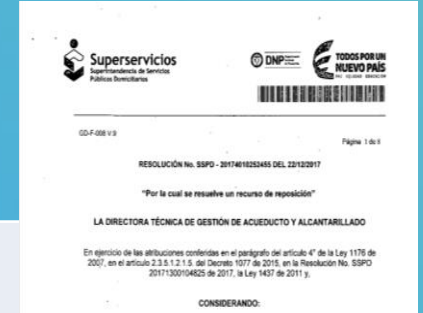 Superservicios
Superintendencia de Servicios
Públicos Domiciliarios
DNP
TODOS POR UN
NUEVO PAÍS
PAZ EQUIDAD EDUCACIÓN
GD-F-008 V.9
Página 1 de
RESOLUCIÓN No. SSPD - 20174010253455 DEL 22/12/2017
"Por la cual se resuelve un recurso de reposición"
LA DIRECTORA TÉCNICA DE GESTIÓN DE ACUEDUCTO Y ALCANTARILLADO
En ejercicio de las atribuciones conferidas en el parágrafo del artículo 4° de la Ley 1176 de
2007, en el artículo 2.3.5.1.2.1.5. del Decreto 1077 de 2015, en la Resolución No. SSPD
20171300104825 de 2017, la Ley 1437 de 2011 y,
CONSIDERANDO: